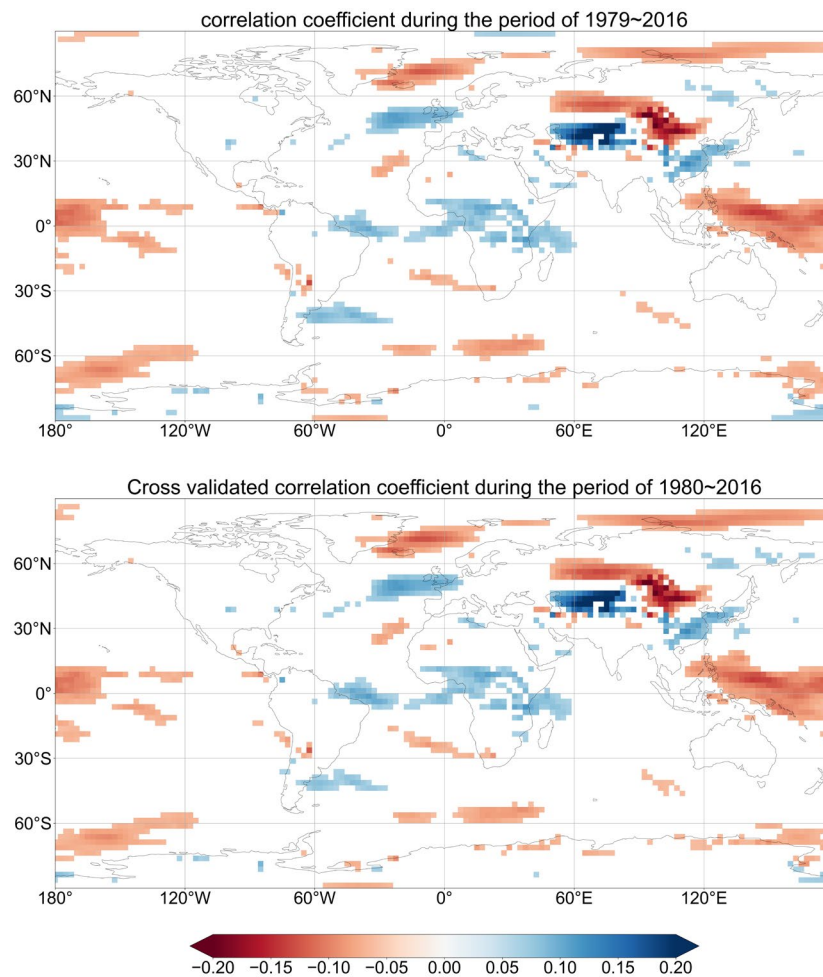 correlation coefficient during the period of 1979~2016
60°N
30°N
0°
30°S
60°S
180° 120°W 60°W 0° 60°E 120°E
Cross validated correlation coefficient during the period of 1980~2016
60°N
30°N
0°
30°S
60°S
180° 120°W 60°W 0° 60°E 120°E
−0.20 −0.15 −0.10 −0.05 0.00 0.05 0.10 0.15 0.20